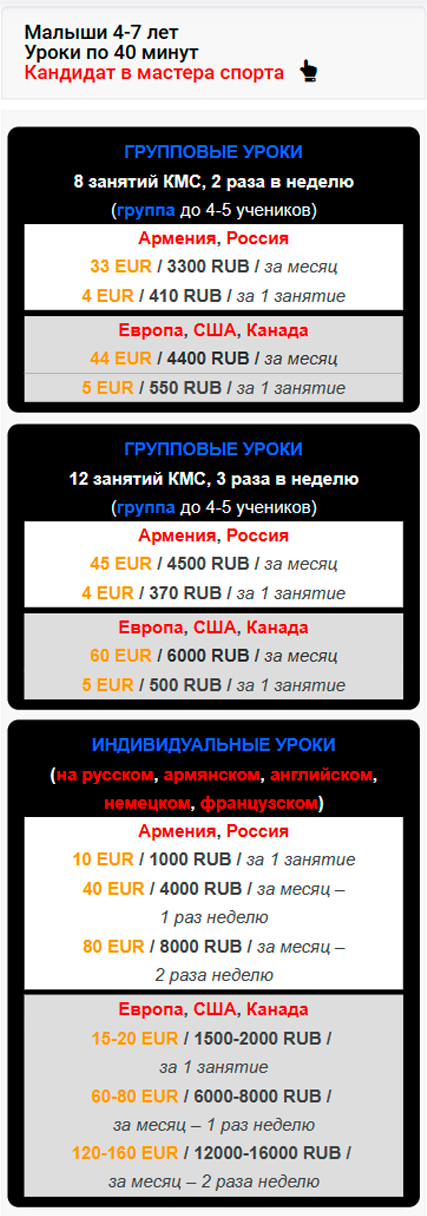 Малыши 4-7 лет
Уроки по 40 минут
Кандидат в мастера спорта
ГРУППОВЫЕ УРОКИ
8 занятий КМС, 2 раза в неделю
(группа до 4-5 учеников)
Армения, Россия
33 EUR / 3300 RUB / за месяц
4 EUR / 410 RUB / за 1 занятие
Европа, США, Канада
44 EUR / 4400 RUB / за месяц
5 EUR / 550 RUB / за 1 занятие
ГРУППОВЫЕ УРОКИ
12 занятий КМС, 3 раза в неделю
(группа до 4-5 учеников)
Армения, Россия
45 EUR / 4500 RUB / за месяц
4 EUR / 370 RUB / за 1 занятие
Европа, США, Канада
60 EUR / 6000 RUB / за месяц
5 EUR / 500 RUB / за 1 занятие
ИНДИВИДУАЛЬНЫЕ УРОКИ
(на русском, армянском, английском,
немецком, французском)
Армения, Россия
10 EUR / 1000 RUB / за 1 занятие
40 EUR / 4000 RUB / за месяц –
1 раз неделю
80 EUR / 8000 RUB / за месяц –
2 раза неделю
Европа, США, Канада
15-20 EUR / 1500-2000 RUB /
за 1 занятие
60-80 EUR / 6000-8000 RUB /
за месяц – 1 раз неделю
120-160 EUR / 12000-16000 RUB /
за месяц – 2 раза неделю